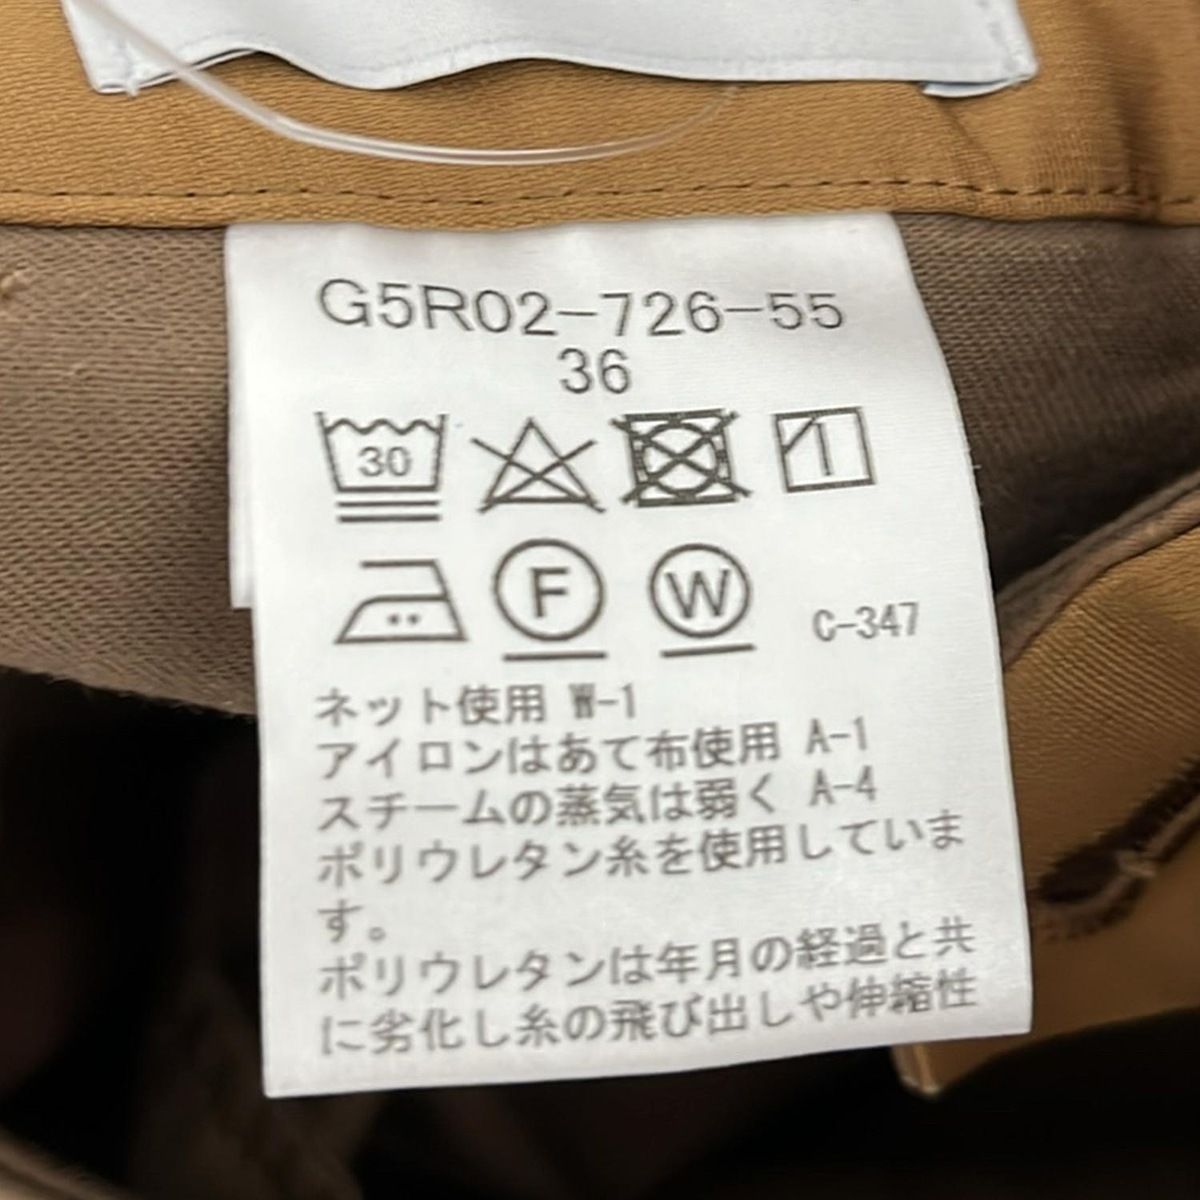 G5R02-726-55
36
30
F W C-347
ネット使用 W-1
アイロンはあて布使用 A-1
スチームの蒸気は弱く A-4
ポリウレタン糸を使用していま
す。
ポリウレタンは年月の経過と共
に劣化し糸の飛び出しや伸縮性